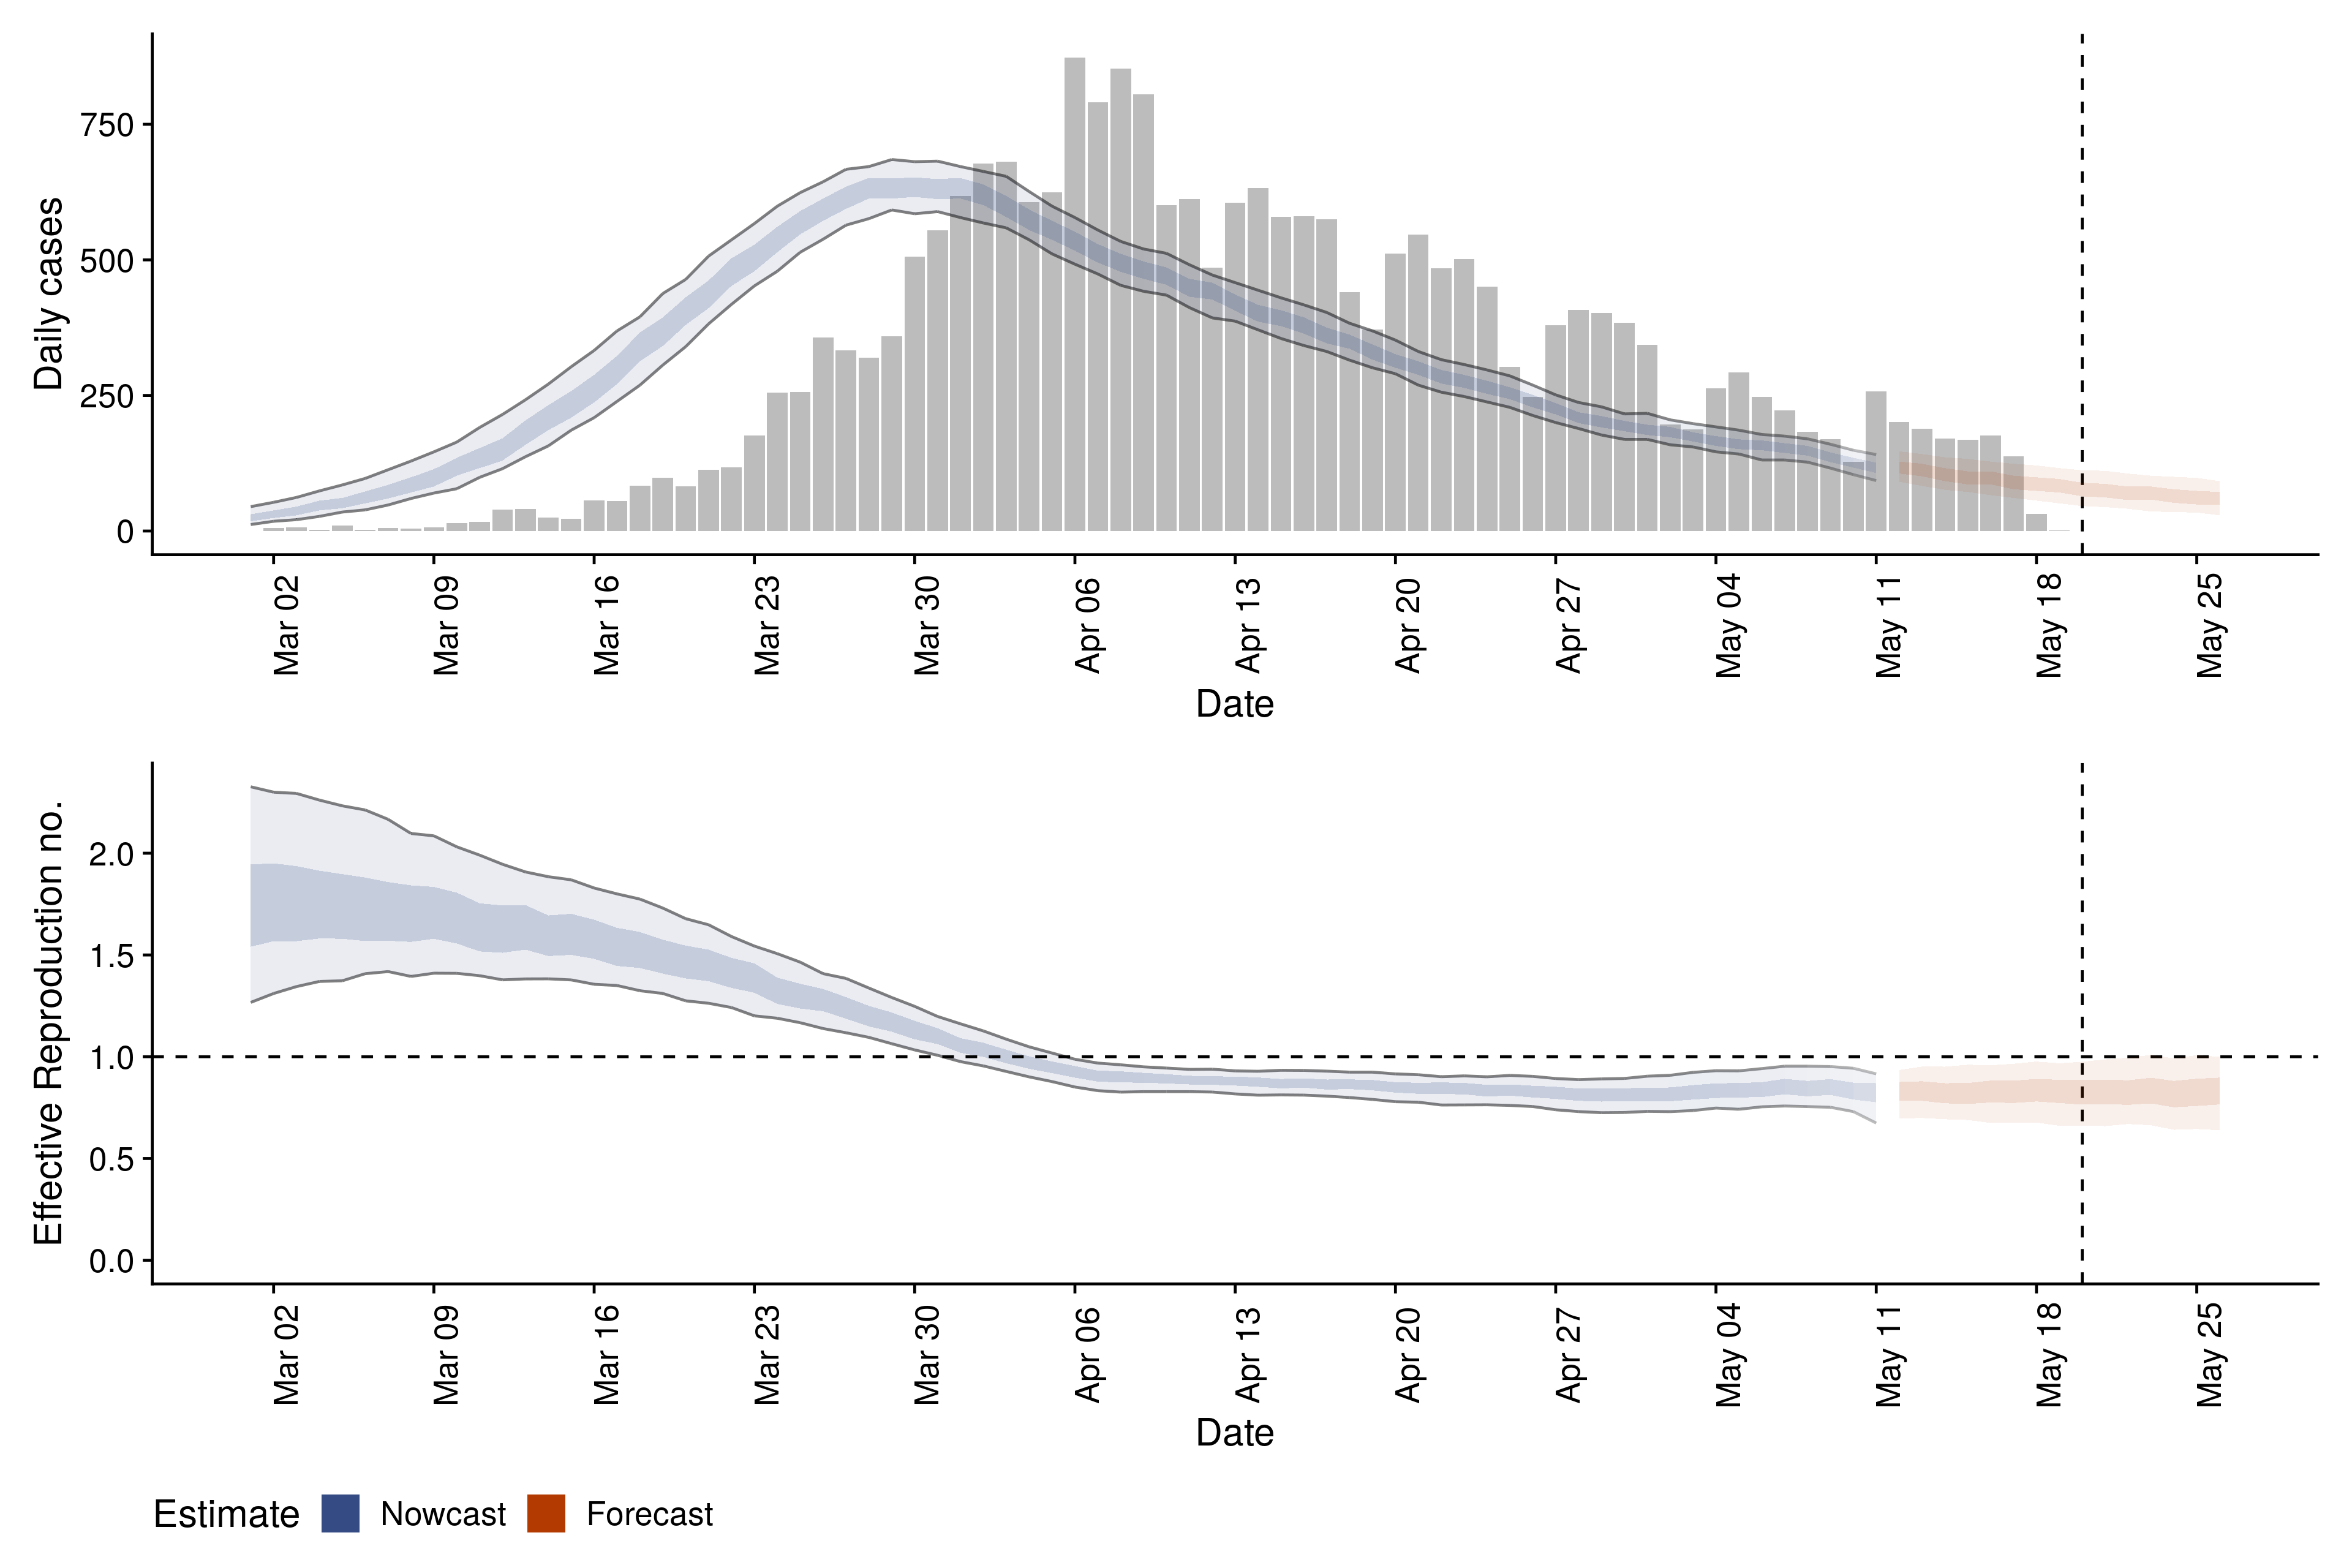 Daily cases
750
500
250
0
Mar 02
Mar 09
Mar 16
Mar 23
Mar 30
Apr 06
Apr 13
Apr 20
Apr 27
May 04
May 11
May 18
May 25
Date
Effective Reproduction no.
2.0
1.5
1.0
0.5
0.0
Mar 02
Mar 09
Mar 16
Mar 23
Mar 30
Apr 06
Apr 13
Apr 20
Apr 27
May 04
May 11
May 18
May 25
Date
Estimate Nowcast Forecast